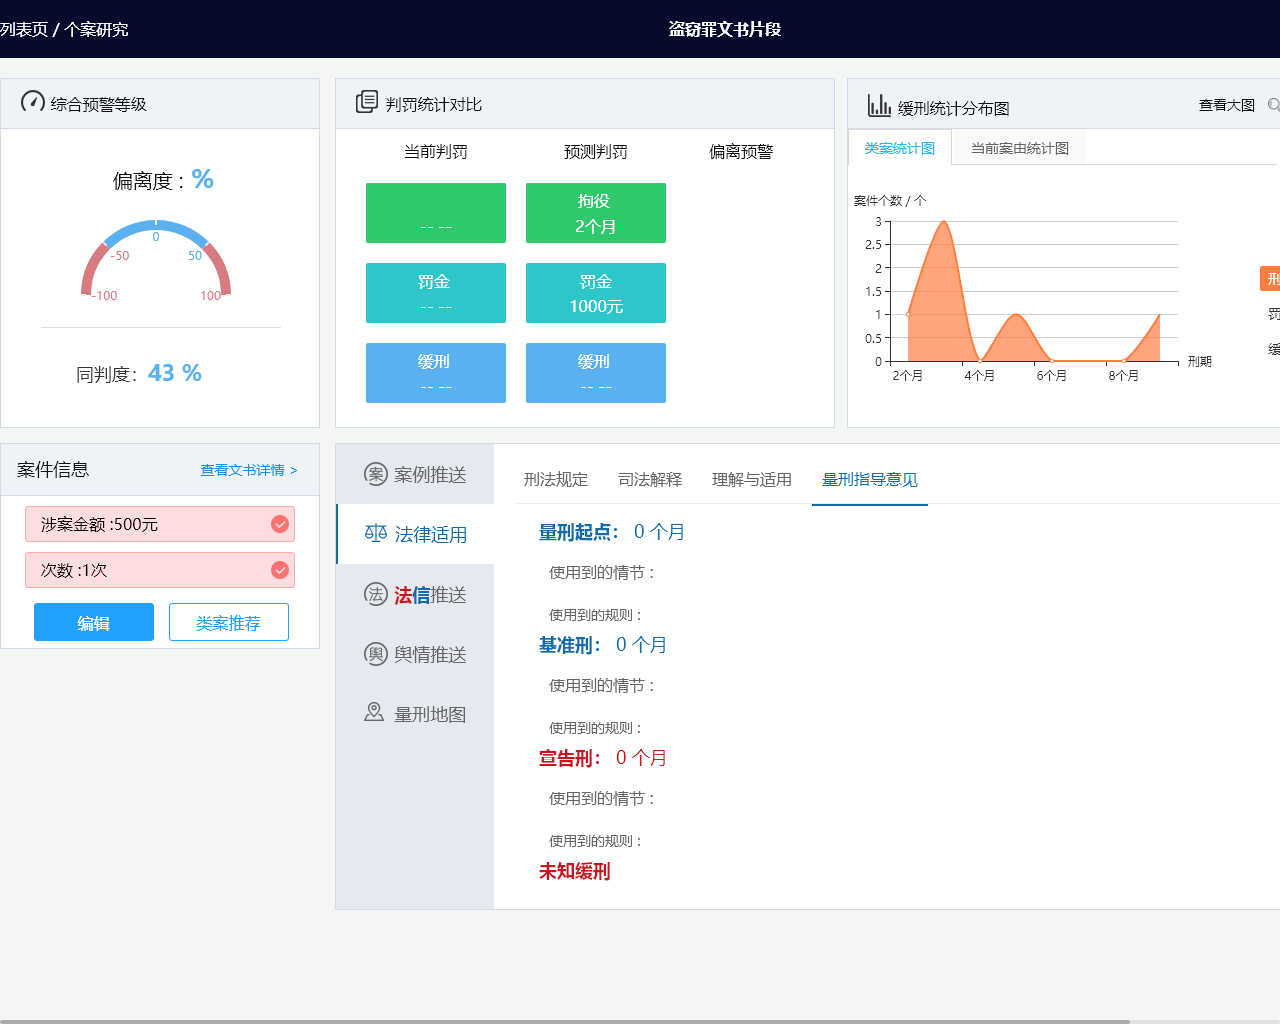 列表页 / 个案研究
盗窃罪文书片段
综合预警等级
偏离度 : %
0
-50
50
-100
100
同判度: 43 %
判罚统计对比
当前判罚
预测判罚
偏离预警
-- --
拘役
2个月
罚金
-- --
罚金
1000元
缓刑
-- --
缓刑
-- --
缓刑统计分布图
查看大图
类案统计图
当前案由统计图
案件个数 / 个
3
2.5
2
1.5
1
0.5
0
2个月
4个月
6个月
8个月
刑期
刑
罚
缓
案件信息
查看文书详情 >
涉案金额 :500元
次数 :1次
编辑
类案推荐
案 案例推送
法律适用
法 法信推送
舆 舆情推送
量刑地图
刑法规定
司法解释
理解与适用
量刑指导意见
量刑起点： 0 个月
使用到的情节 :
使用到的规则 :
基准刑： 0 个月
使用到的情节 :
使用到的规则 :
宣告刑： 0 个月
使用到的情节 :
使用到的规则 :
未知缓刑